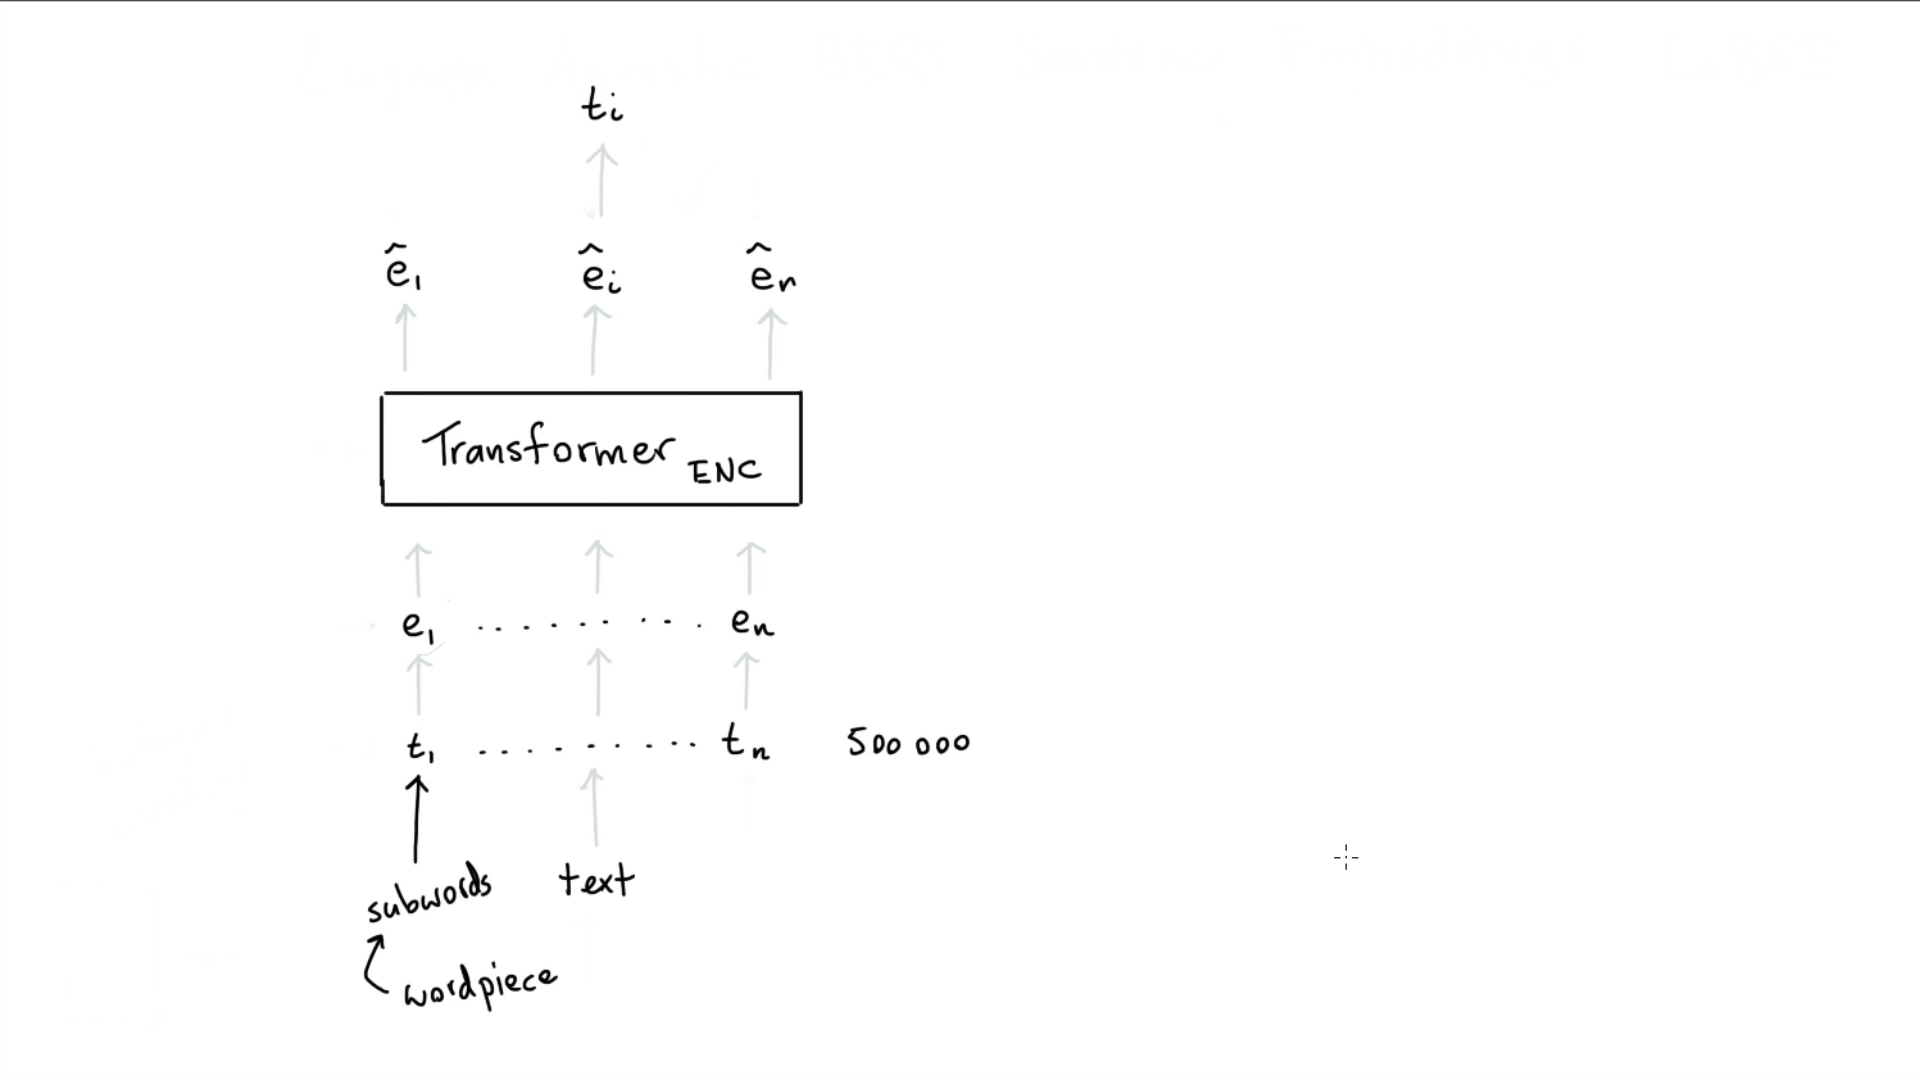 tᵢ
ê₁ êᵢ êₙ
Transformer ENC
e₁ ......... eₙ
t₁ ......... tₙ 500 000
subwords text
wordpiece